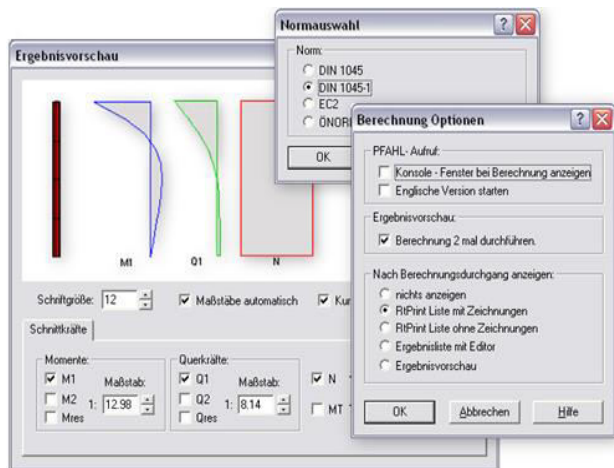 Ergebnisvorschau
M1
Q1
N
Schriftgröße: 12
Maßstäbe automatisch
Schnittkräfte
Momente:
M1 Maßstab:
M2 1: 12.98
Mres
Querkräfte:
Q1 Maßstab:
Q2 1: 8.14
Qres
N
MT
Normauswahl
Norm:
DIN 1045
DIN 1045-1
EC2
OK
Berechnung Optionen
PFAHL- Aufruf:
Konsole - Fenster bei Berechnung anzeigen
Englische Version starten
Ergebnisvorschau:
Berechnung 2 mal durchführen.
Nach Berechnungsdurchgang anzeigen:
nichts anzeigen
RtPrint Liste mit Zeichnungen
RtPrint Liste ohne Zeichnungen
Ergebnisliste mit Editor
Ergebnisvorschau
OK Abbrechen Hilfe